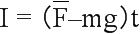 I = (F̅–mg)t